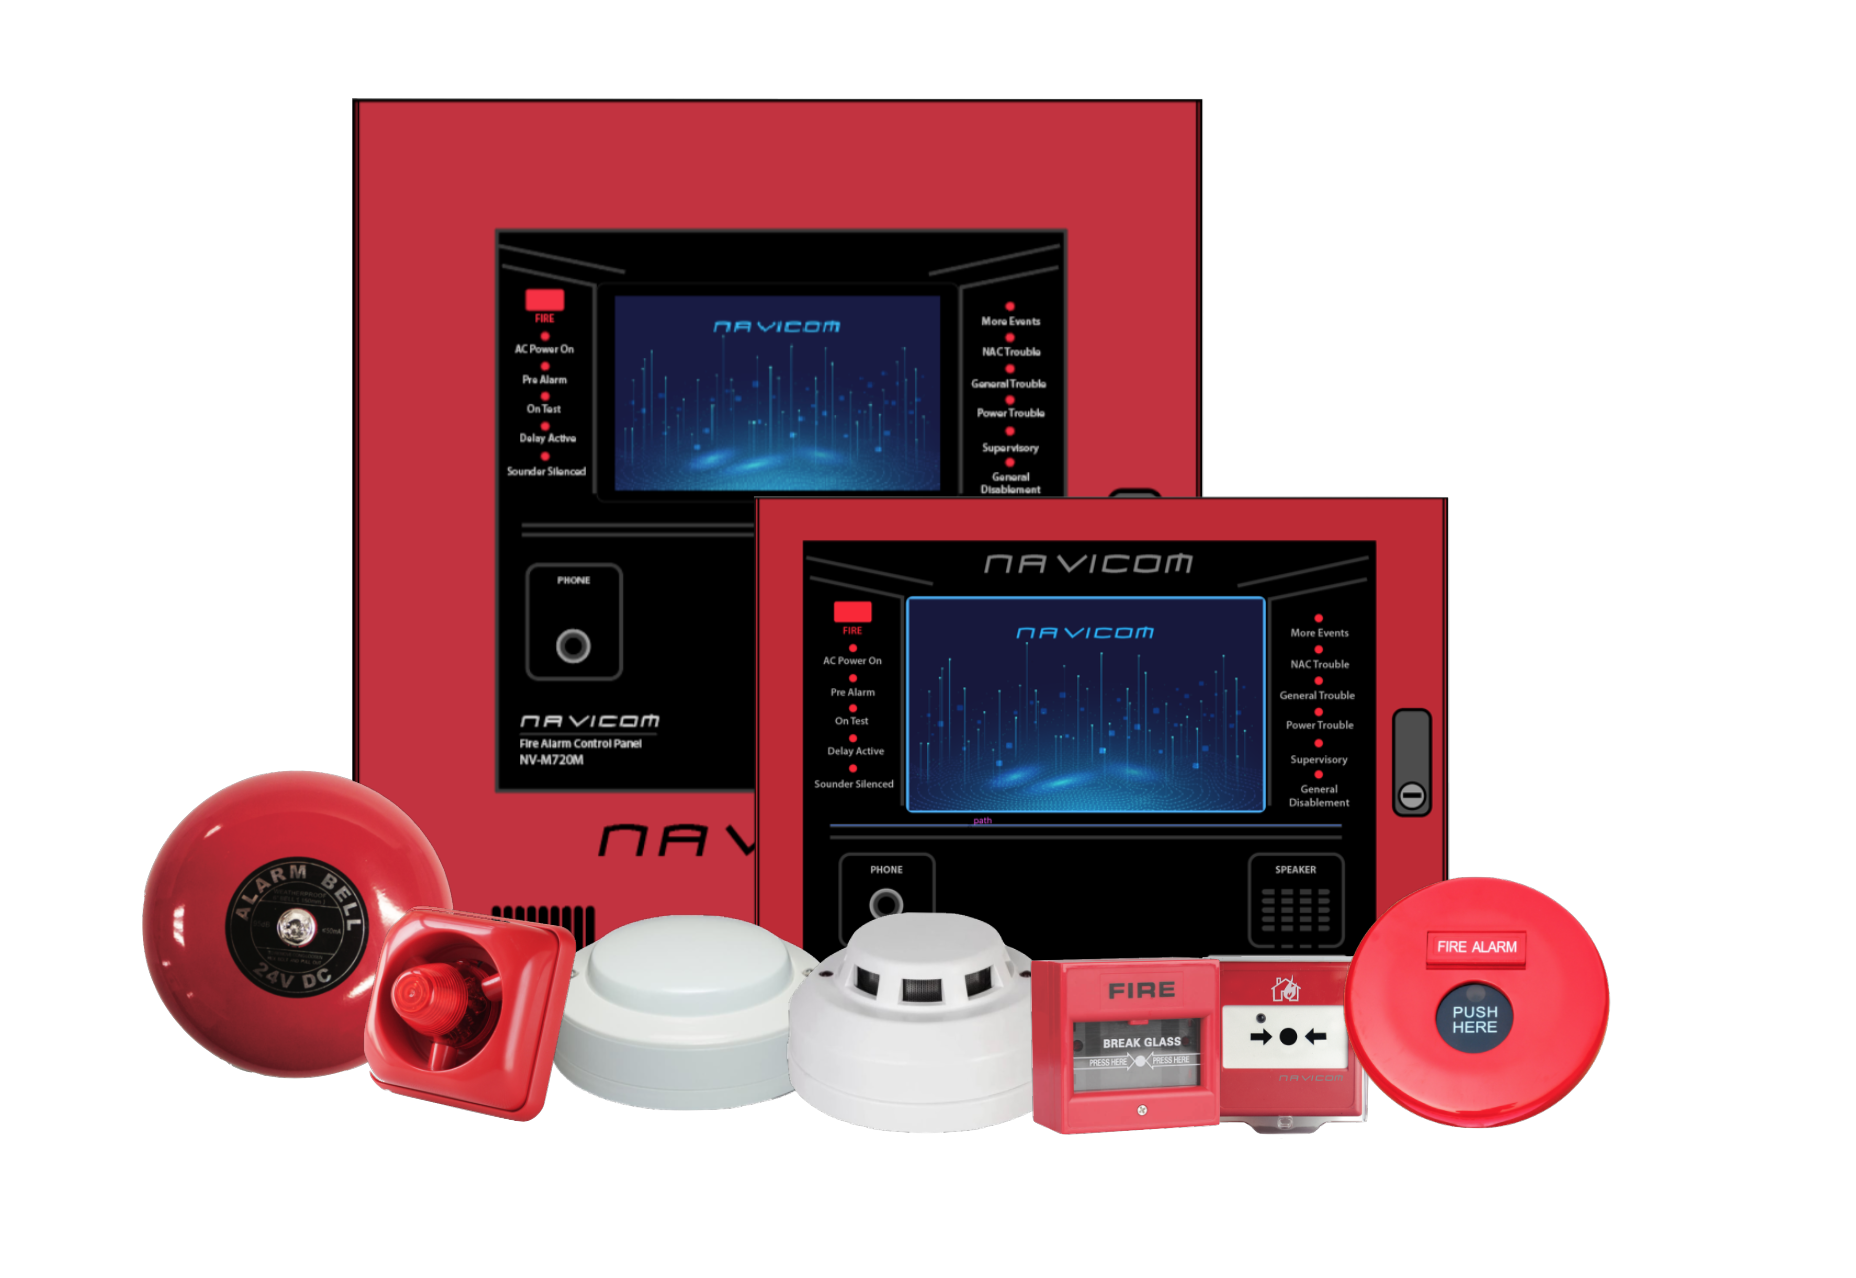 FIRE
AC Power On
Pre Alarm
On Test
Delay Active
Sounder Silenced
NAVICOM
More Events
NAC Trouble
General Trouble
Power Trouble
Supervisory
General
Disablement
PHONE
NAVICOM
Fire Alarm Control Panel
NV-M720M
NAV
NAVICOM
FIRE
AC Power On
Pre Alarm
On Test
Delay Active
Sounder Silenced
NAVICOM
More Events
NAC Trouble
General Trouble
Power Trouble
Supervisory
General
Disablement
path
PHONE
SPEAKER
ALARM BELL
24V DC
FIRE
BREAK GLASS
PRESS HERE
PRESS HERE
NAVICOM
FIRE ALARM
PUSH
HERE